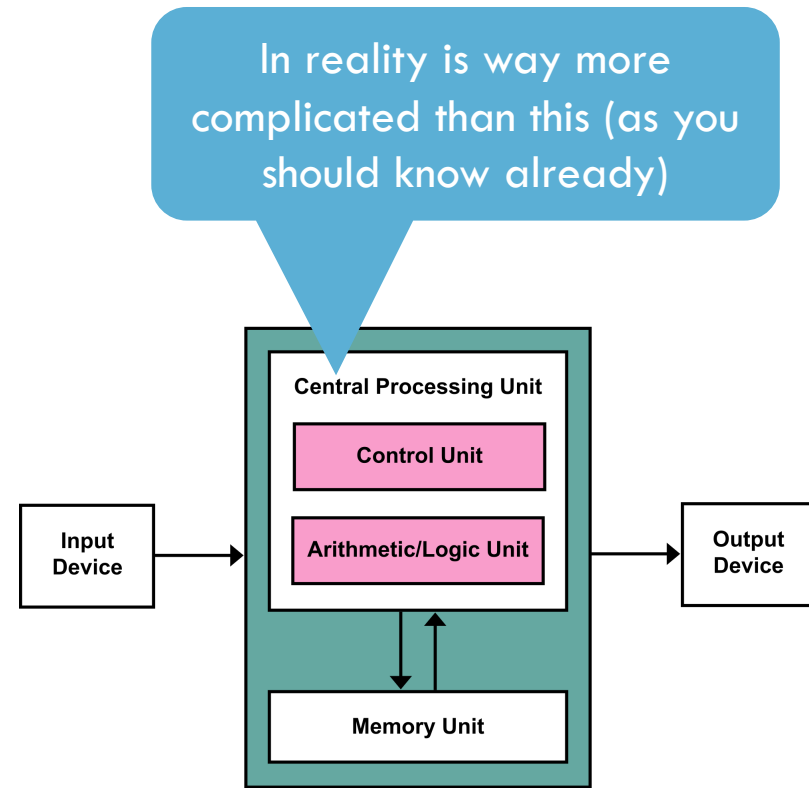 In reality is way more
complicated than this (as you
should know already)
Central Processing Unit
Control Unit
Arithmetic/Logic Unit
Input
Device
Output
Device
Memory Unit